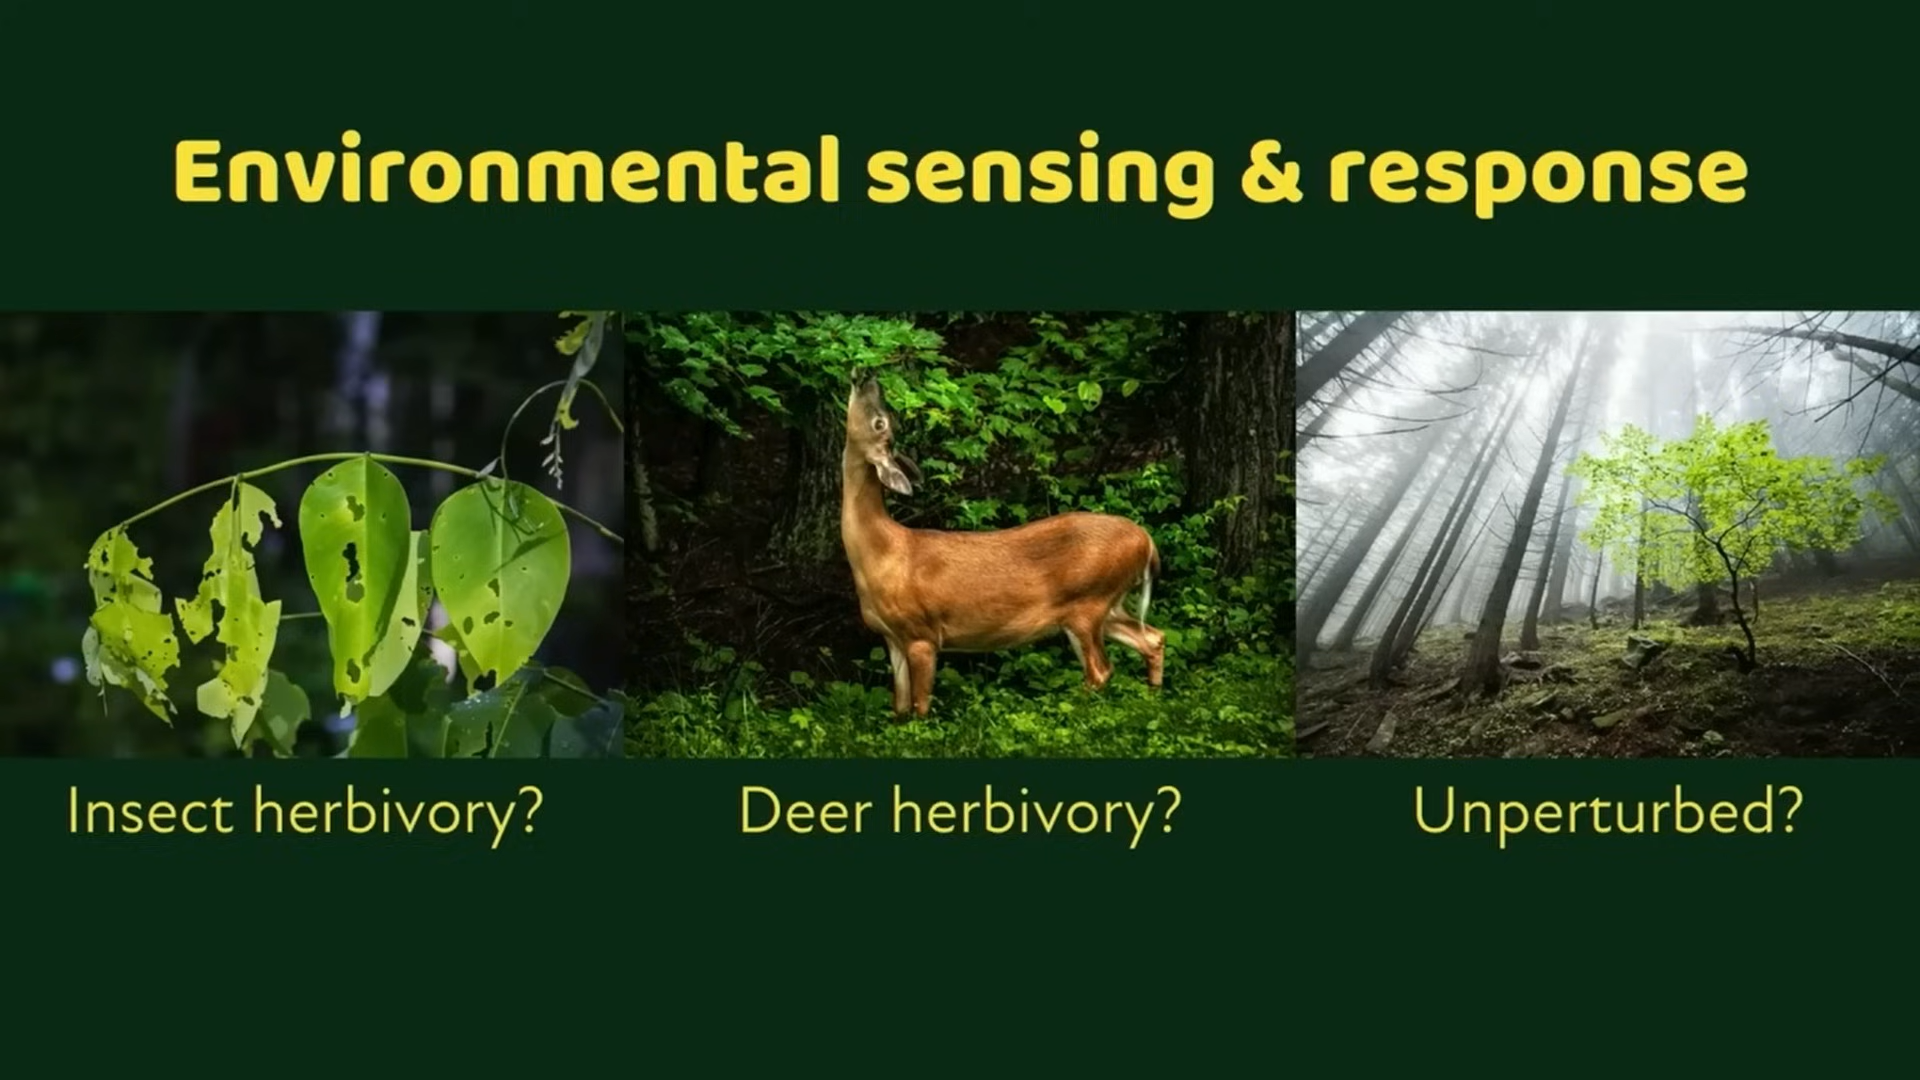 Environmental sensing & response
Insect herbivory?
Deer herbivory?
Unperturbed?